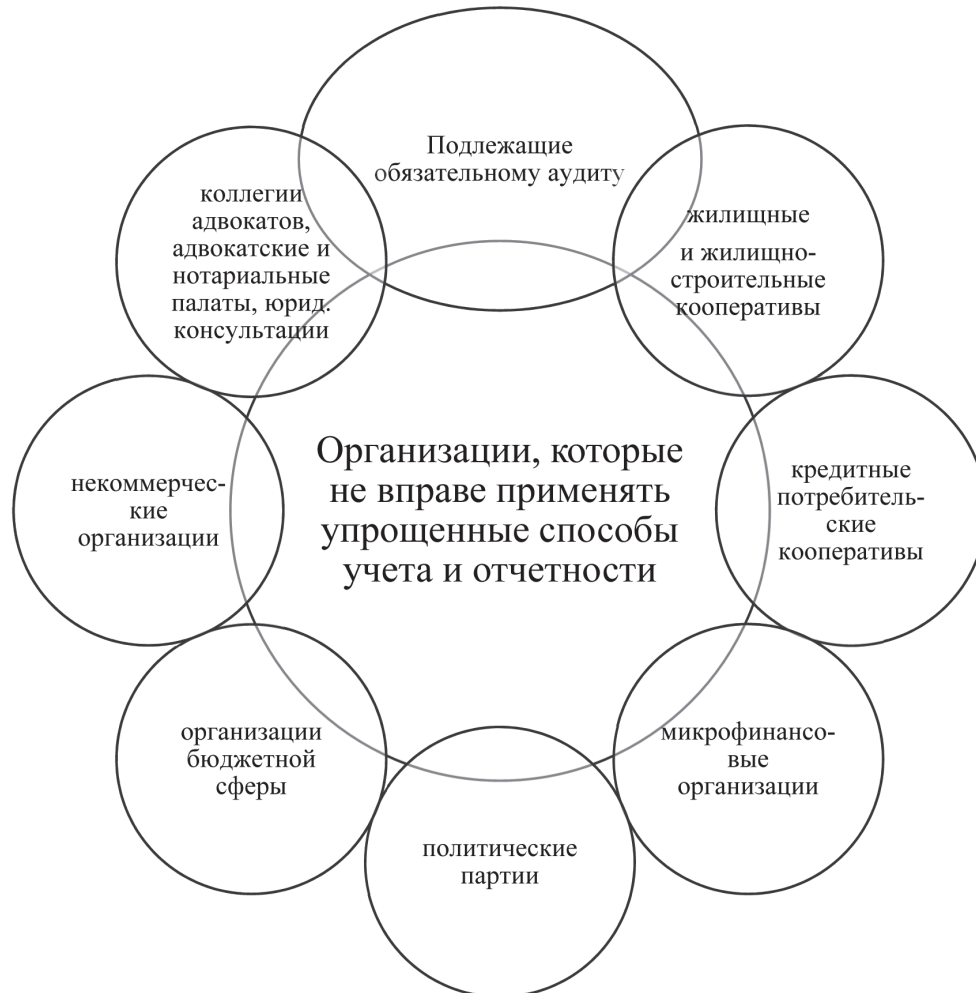 Подлежащие
обязательному аудиту
жилищные
и жилищно-
строительные
кооперативы
кредитные
потребитель-
ские
кооперативы
микрофинансо-
вые
организации
политические
партии
организации
бюджетной
сферы
некоммерчес-
кие
организации
коллегии
адвокатов,
адвокатские и
нотариальные
палаты, юрид.
консультации
Организации, которые
не вправе применять
упрощенные способы
учета и отчетности